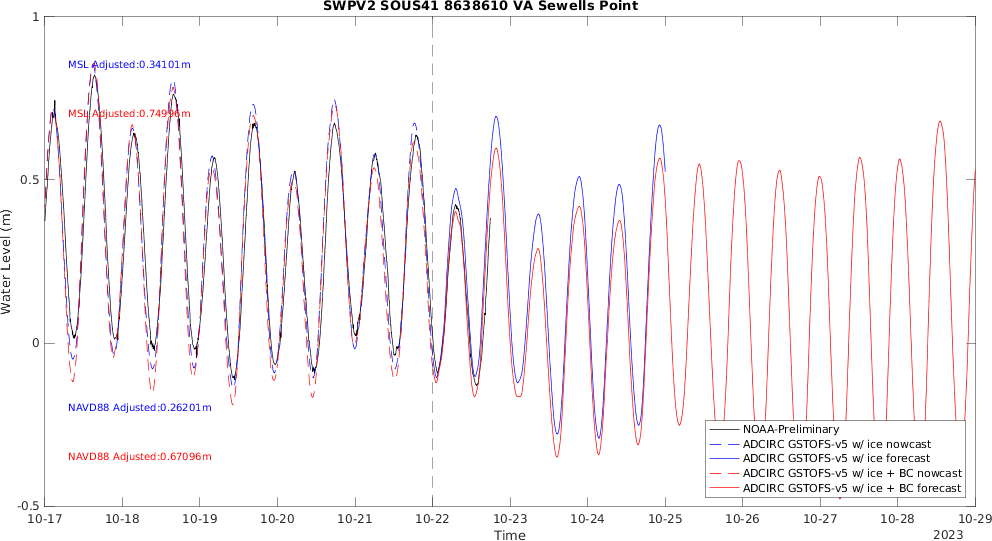 SWPV2 SOUS41 8638610 VA Sewells Point
1
0.5
0
-0.5
Water Level (m)
MSL Adjusted:0.34101m
MSL Adjusted:0.74996m
NAVD88 Adjusted:0.26201m
NAVD88 Adjusted:0.67096m
NOAA-Preliminary
ADCIRC GSTOFS-v5 w/ ice nowcast
ADCIRC GSTOFS-v5 w/ ice forecast
ADCIRC GSTOFS-v5 w/ ice + BC nowcast
ADCIRC GSTOFS-v5 w/ ice + BC forecast
10-17 10-18 10-19 10-20 10-21 10-22 10-23 10-24 10-25 10-26 10-27 10-28 10-29
Time
2023